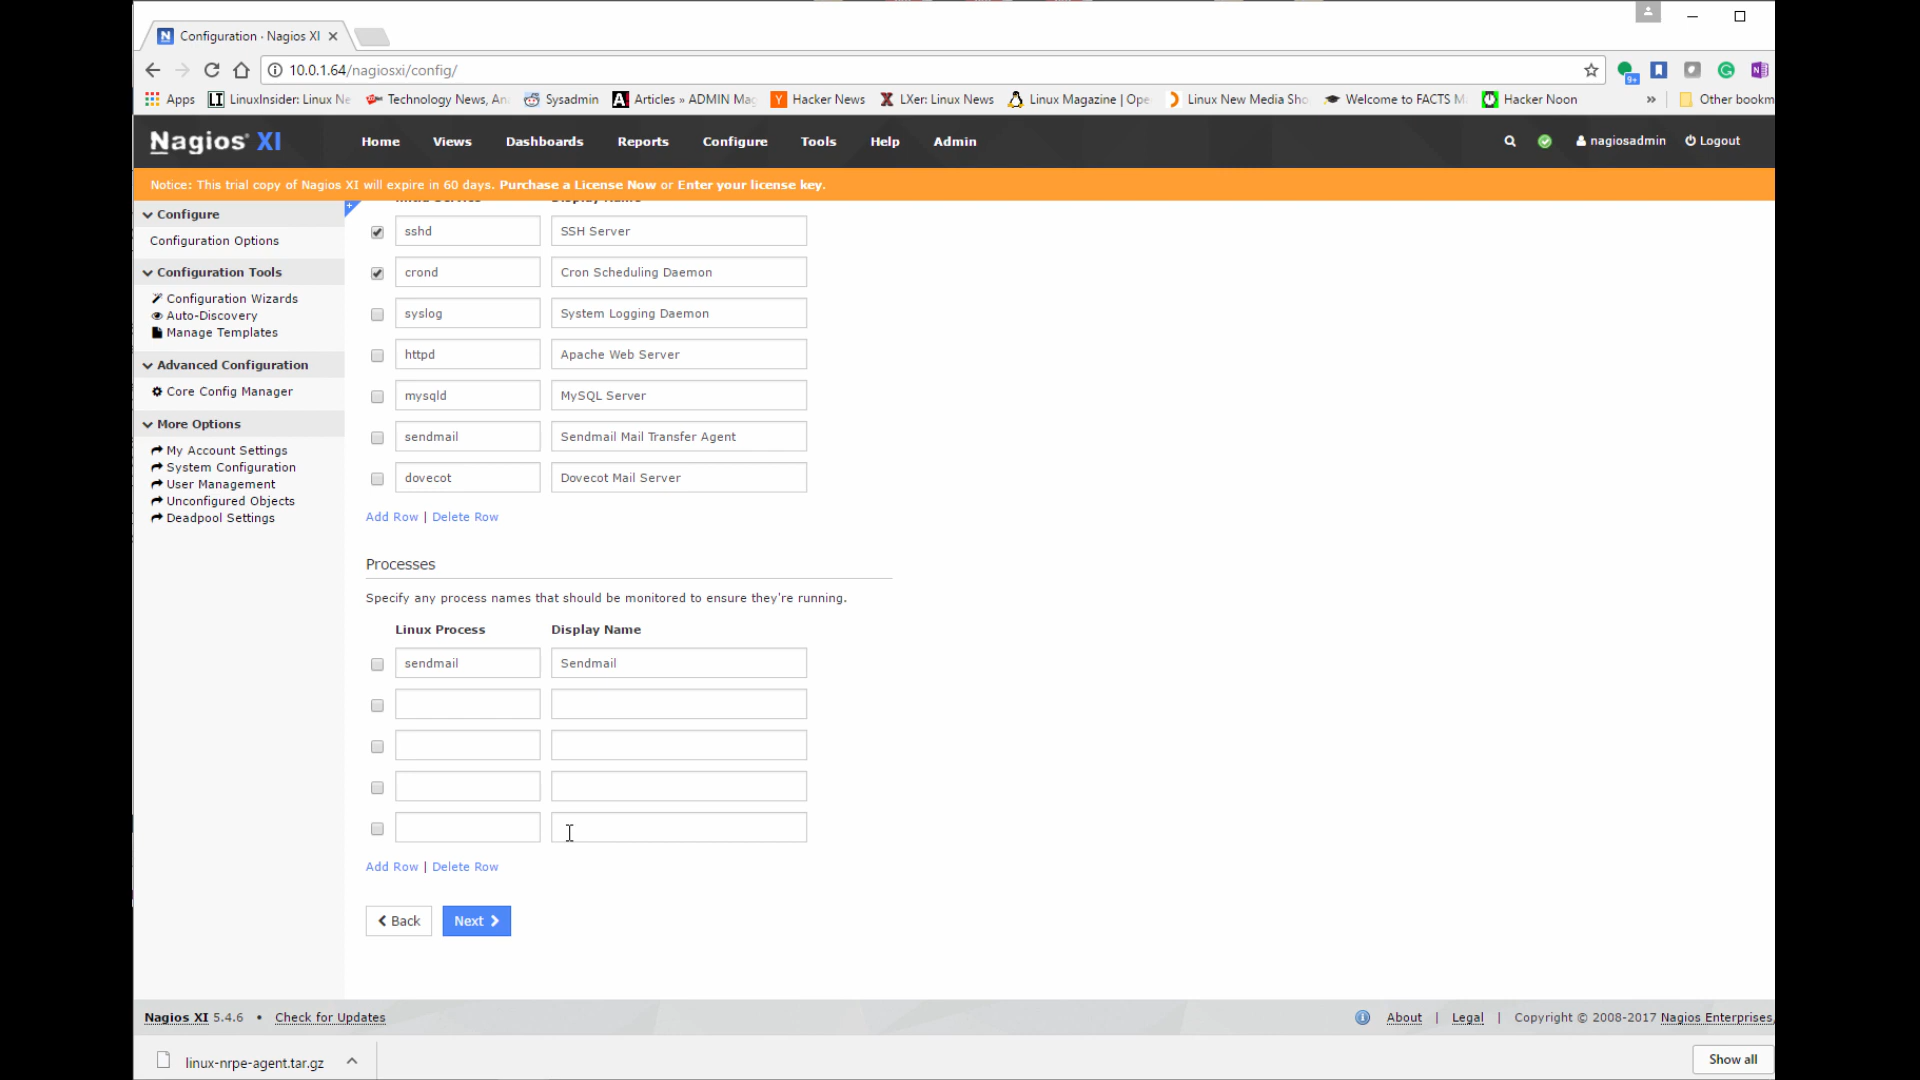 Configuration · Nagios XI
10.0.1.64/nagiosxi/config/
Apps
LinuxInsider: Linux Ne
Technology News, An
Sysadmin
Articles » ADMIN Ma
Hacker News
LXer: Linux News
Linux Magazine | Ope
Linux New Media Sho
Welcome to FACTS M
Hacker Noon
»
Other bookm
Nagios XI
Home
Views
Dashboards
Reports
Configure
Tools
Help
Admin
nagiosadmin
Logout
Notice: This trial copy of Nagios XI will expire in 60 days. Purchase a License Now or Enter your license key.
Configure
Configuration Options
Configuration Tools
Configuration Wizards
Auto-Discovery
Manage Templates
Advanced Configuration
Core Config Manager
More Options
My Account Settings
System Configuration
User Management
Unconfigured Objects
Deadpool Settings
sshd SSH Server
crond Cron Scheduling Daemon
syslog System Logging Daemon
httpd Apache Web Server
mysqld MySQL Server
sendmail Sendmail Mail Transfer Agent
dovecot Dovecot Mail Server
Add Row | Delete Row
Processes
Specify any process names that should be monitored to ensure they're running.
Linux Process Display Name
sendmail Sendmail
Add Row | Delete Row
Back Next
Nagios XI 5.4.6 • Check for Updates
About | Legal | Copyright © 2008-2017 Nagios Enterprises,
linux-nrpe-agent.tar.gz
Show all